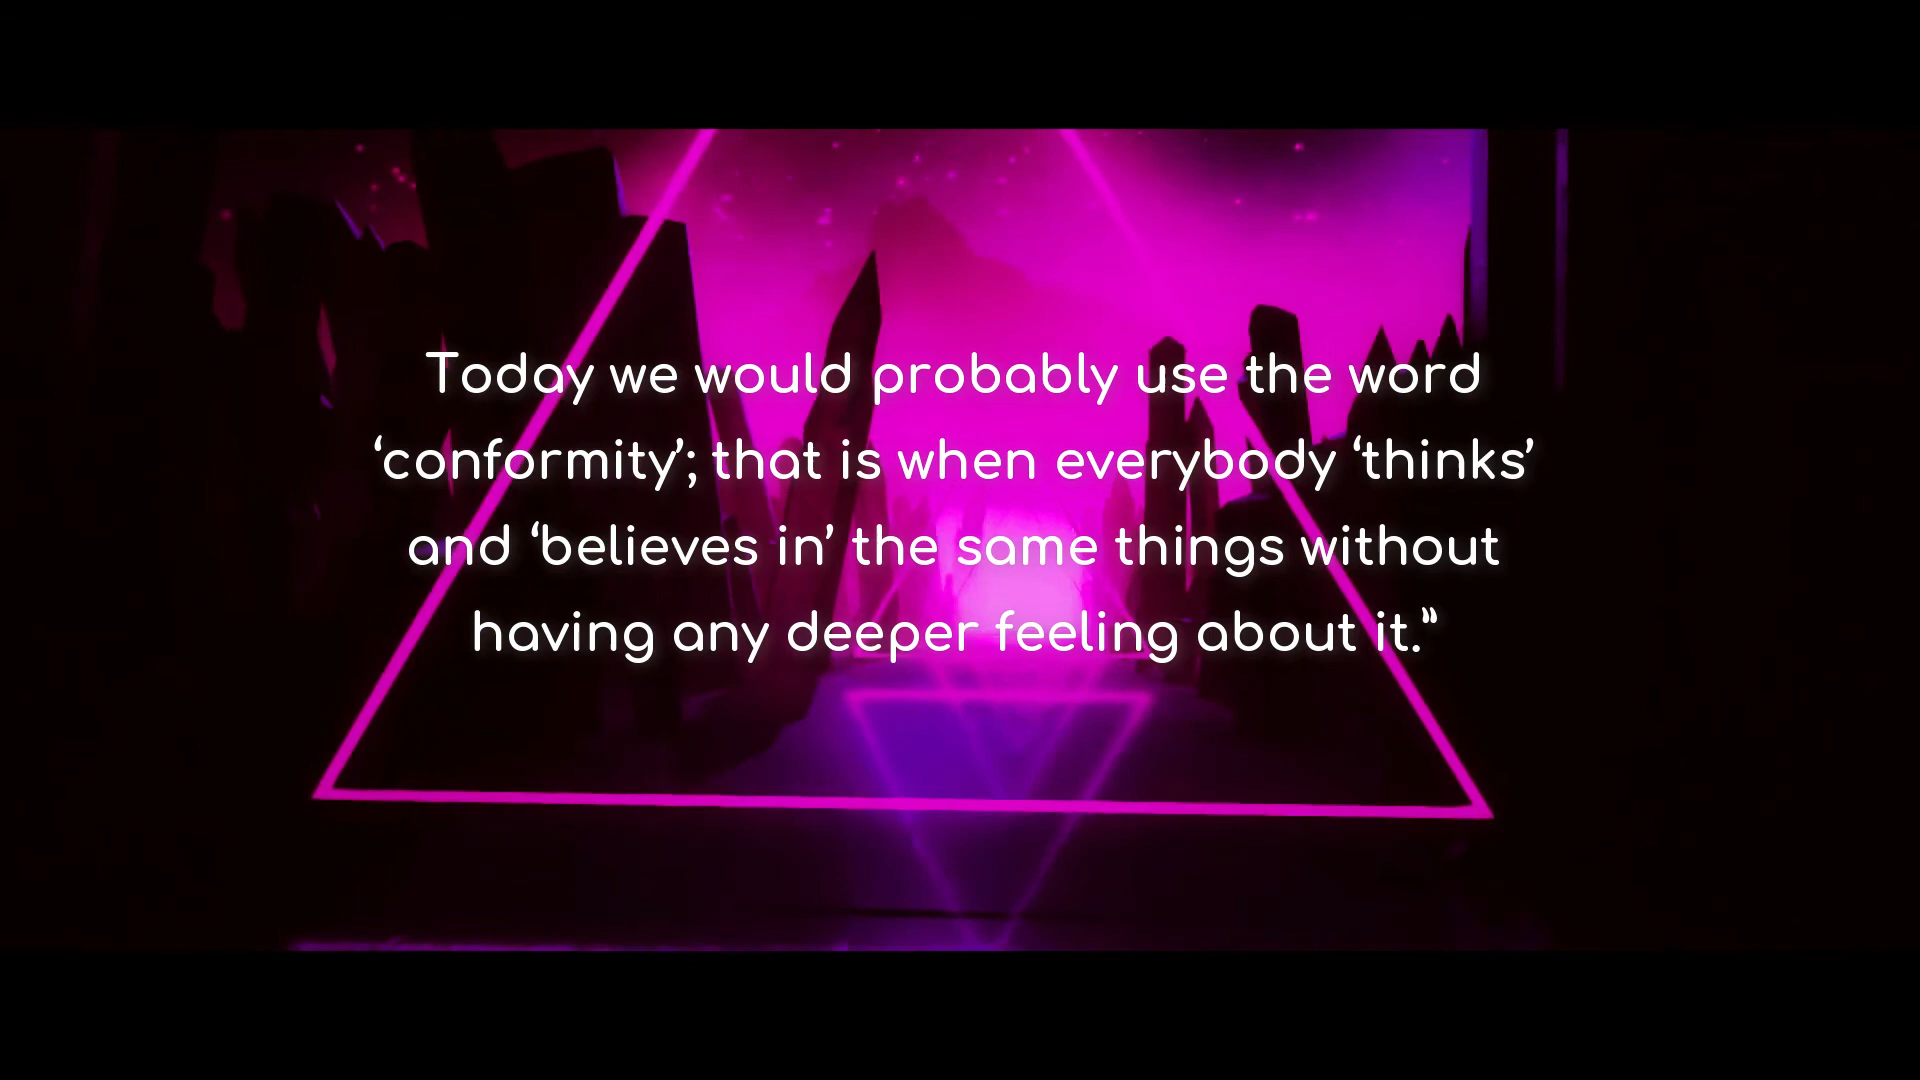 Today we would probably use the word
‘conformity’; that is when everybody ‘thinks’
and ‘believes in’ the same things without
having any deeper feeling about it.”